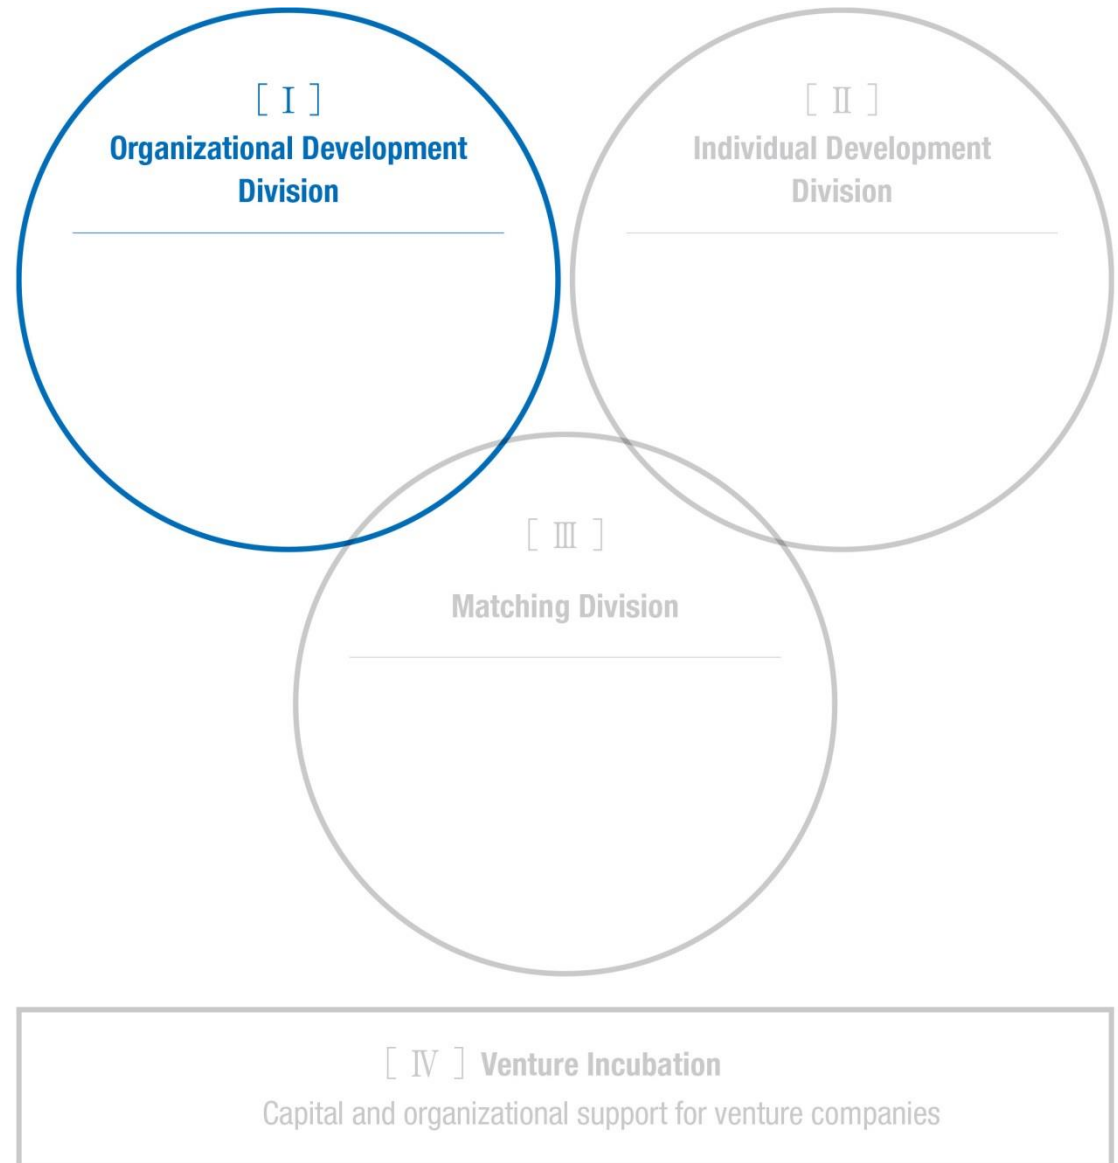 [ Ⅰ ]
Organizational Development
Division
[ Ⅱ ]
Individual Development
Division
[ Ⅲ ]
Matching Division
[ Ⅳ ] Venture Incubation
Capital and organizational support for venture companies